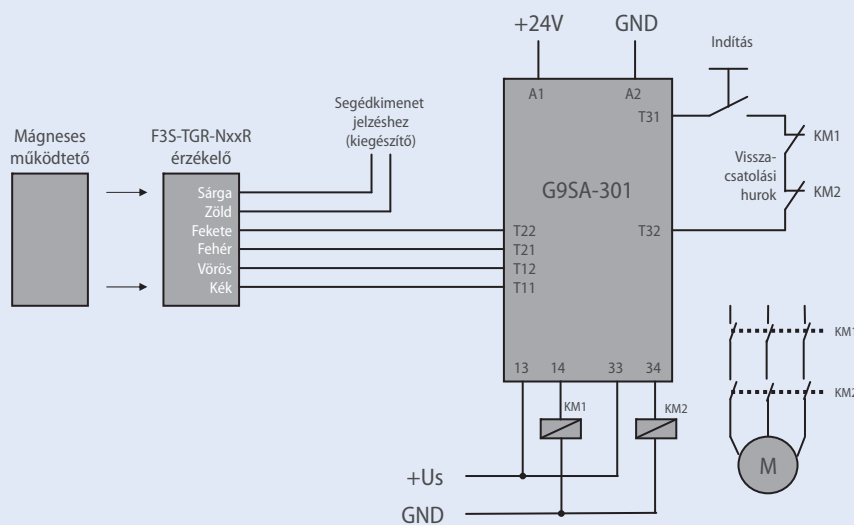 +24V
GND
Indítás
A1
A2
T31
Segédkimenet
jelzéshez
(kiegészítő)
Mágneses
működtető
F3S-TGR-NxxR
érzékelő
KM1
Vissza-
csatolási
hurok
KM2
G9SA-301
Sárga
Zöld
Fekete
Fehér
Vörös
Kék
T22
T21
T12
T11
T32
13
14
33
34
KM1
KM2
KM1
KM2
M
+Us
GND